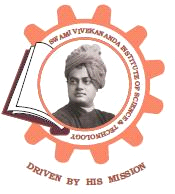 SWAMI VIVEKANANDA INSTITUTE OF SCIENCE & TECHNOLOGY
DRIVEN BY HIS MISSION